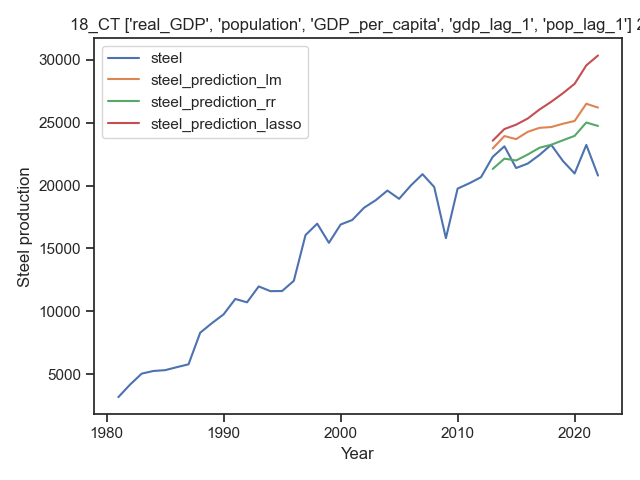 18_CT ['real_GDP', 'population', 'GDP_per_capita', 'gdp_lag_1', 'pop_lag_1']
steel
steel_prediction_lm
steel_prediction_rr
steel_prediction_lasso
30000
25000
20000
15000
10000
5000
Steel production
1980
1990
2000
2010
2020
Year